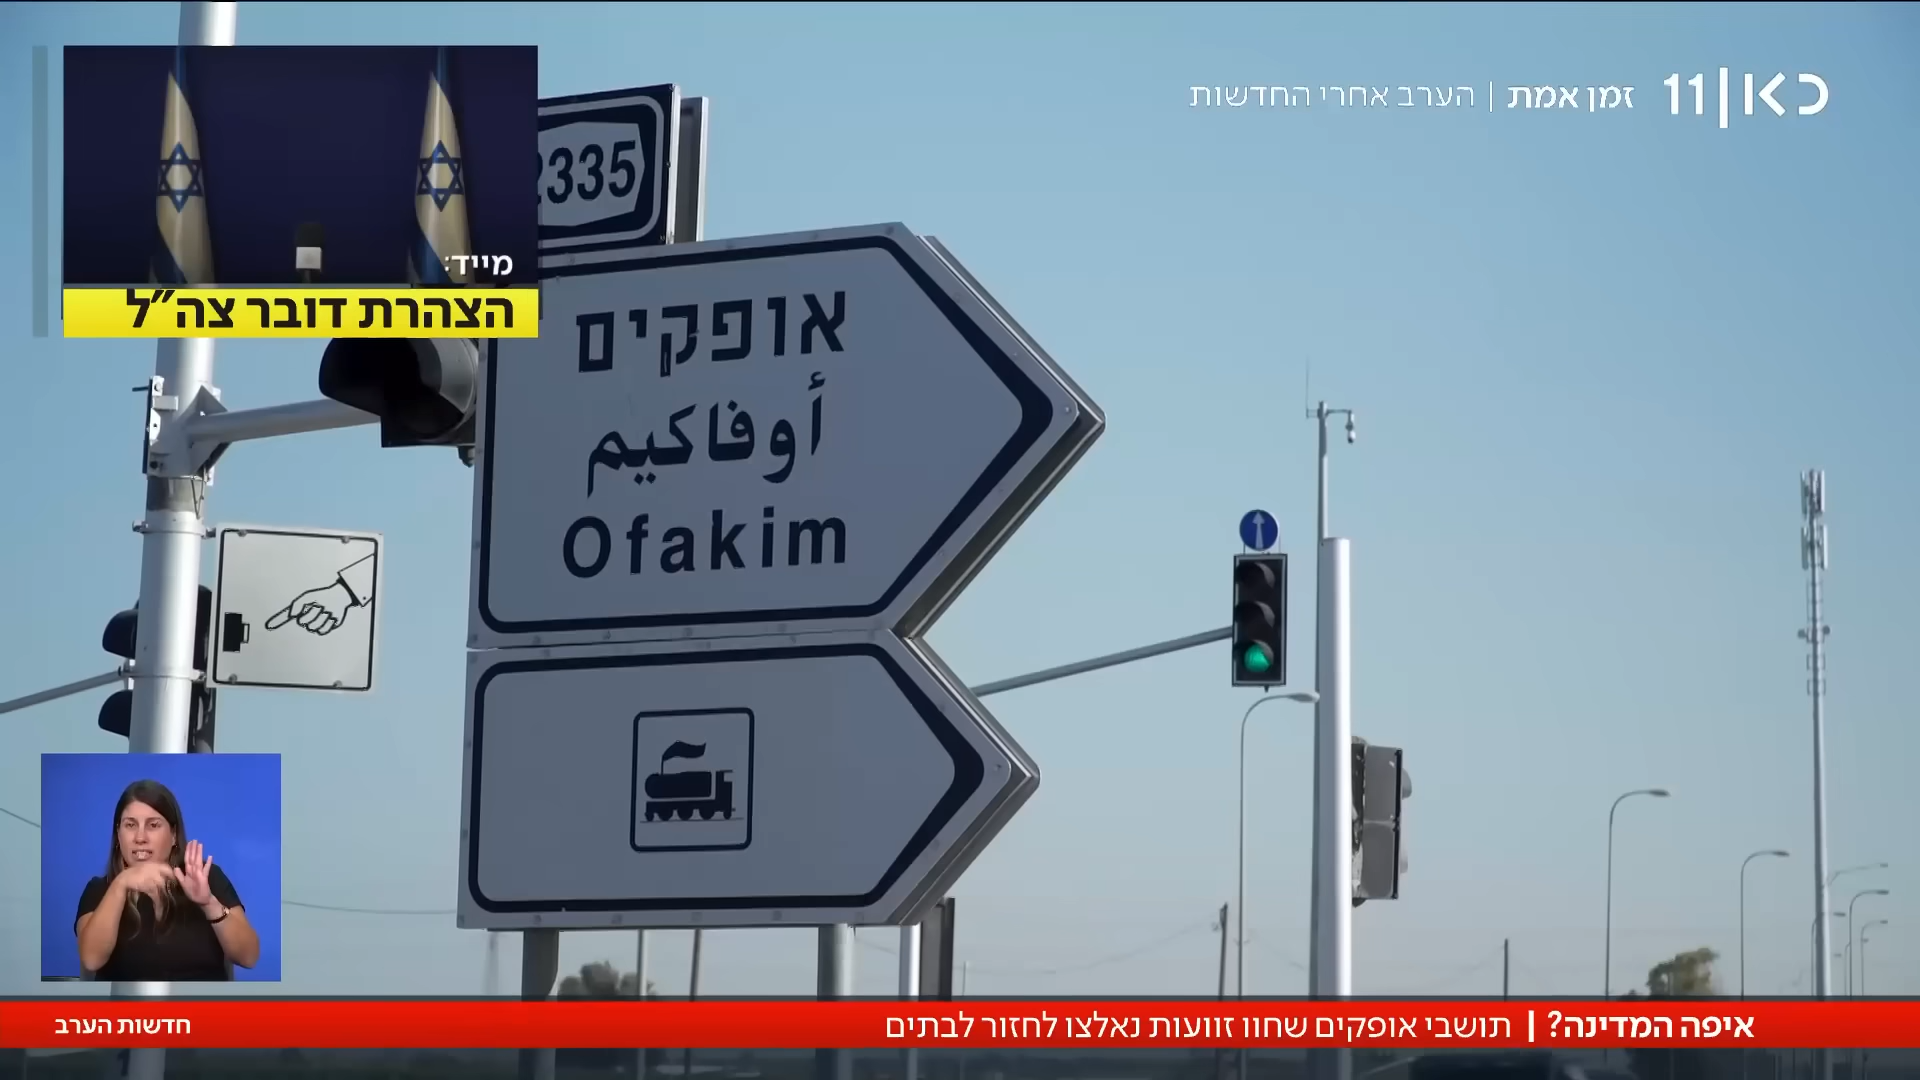 כאן|11 זמן אמת | הערב אחרי החדשות
מייד:
הצהרת דובר צה"ל
2335
אופקים
أوفاكيم
Ofakim
איפה המדינה? | תושבי אופקים שחוו זוועות נאלצו לחזור לבתים
חדשות הערב